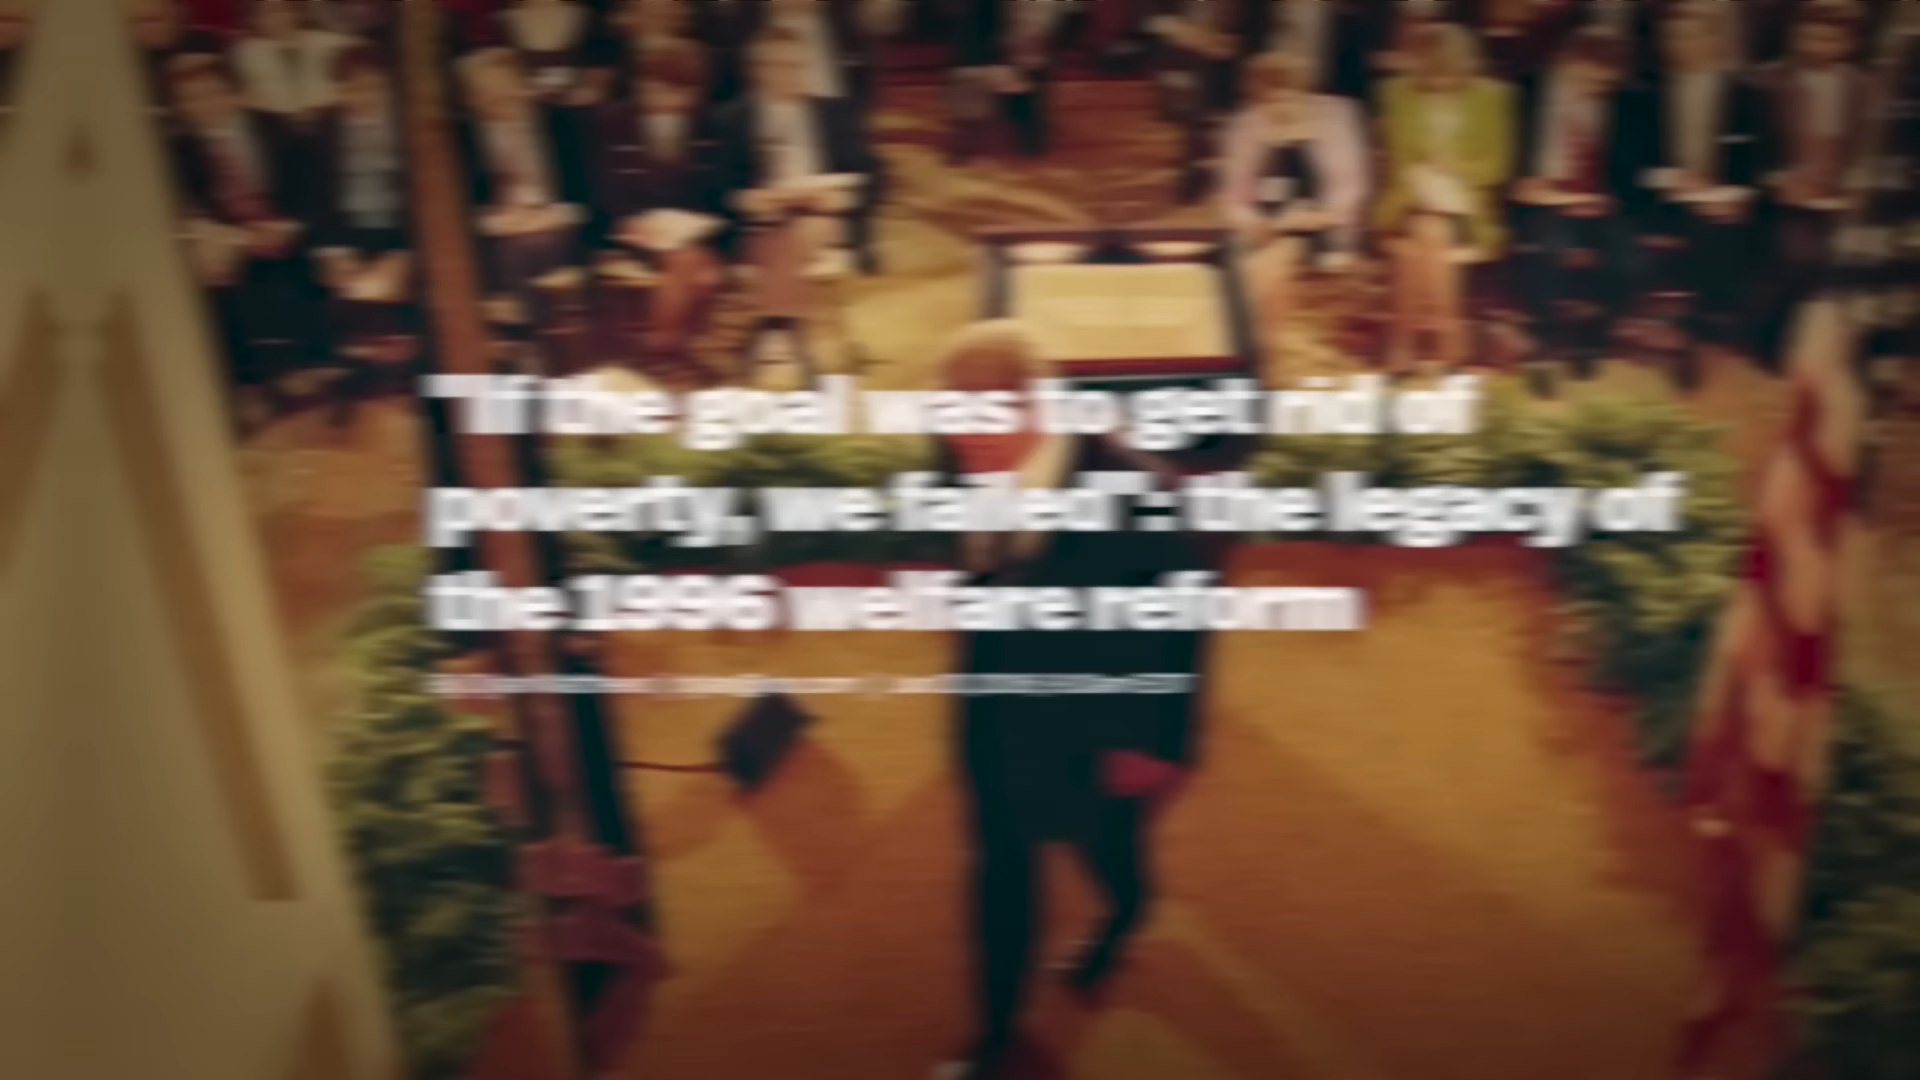 "If the goal was to get rid of
poverty, we failed": the legacy of
the 1996 welfare reform